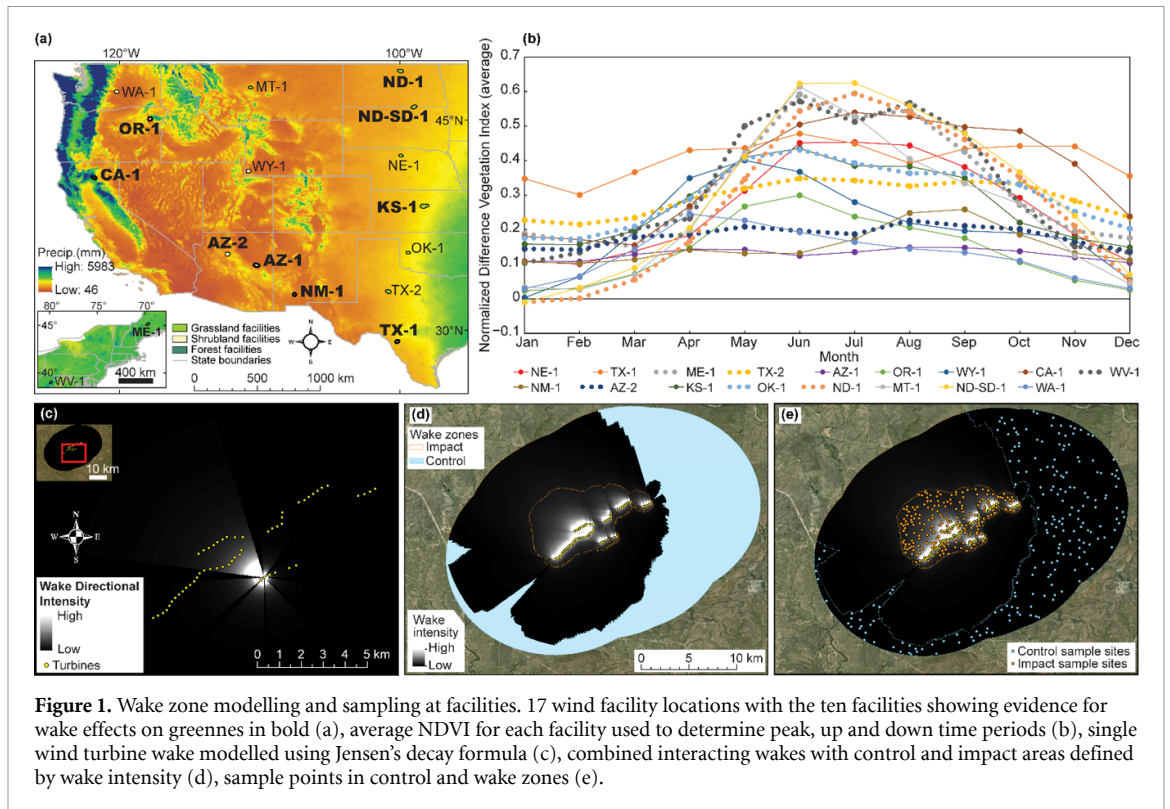 (a)
120°W
100°W
WA-1
MT-1
ND-1
OR-1
ND-SD-1
45°N
WY-1
NE-1
CA-1
KS-1
AZ-2
OK-1
AZ-1
NM-1
TX-2
TX-1
30°N
Precip.(mm)
High: 5983
Low: 46
80°
75°
70°
45°
ME-1
40°
WV-1
400 km
Grassland facilities
Shrubland facilities
Forest facilities
State boundaries
N
W E
S
0 500 1000 km
(b)
Normalized Difference Vegetation Index (average)
0.7
0.6
0.5
0.4
0.3
0.2
0.1
0
−0.1
Jan Feb Mar Apr May Jun Jul Aug Sep Oct Nov Dec
Month
NE-1 TX-1 ME-1 TX-2 AZ-1 OR-1 WY-1 CA-1 WV-1
NM-1 AZ-2 KS-1 OK-1 ND-1 MT-1 ND-SD-1 WA-1
(c)
10 km
N
W E
S
Wake Directional
Intensity
High
Low
Turbines
0 1 2 3 4 5 km
(d)
Wake zones
Impact
Control
Wake
intensity
High
Low
0 10 km
(e)
Control sample sites
Impact sample sites
Figure 1. Wake zone modelling and sampling at facilities. 17 wind facility locations with the ten facilities showing evidence for
wake effects on greennes in bold (a), average NDVI for each facility used to determine peak, up and down time periods (b), single
wind turbine wake modelled using Jensen’s decay formula (c), combined interacting wakes with control and impact areas defined
by wake intensity (d), sample points in control and wake zones (e).